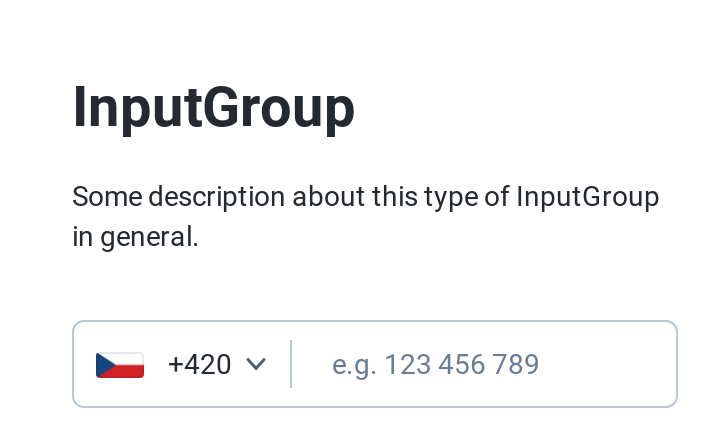 InputGroup
Some description about this type of InputGroup
in general.
+420 e.g. 123 456 789